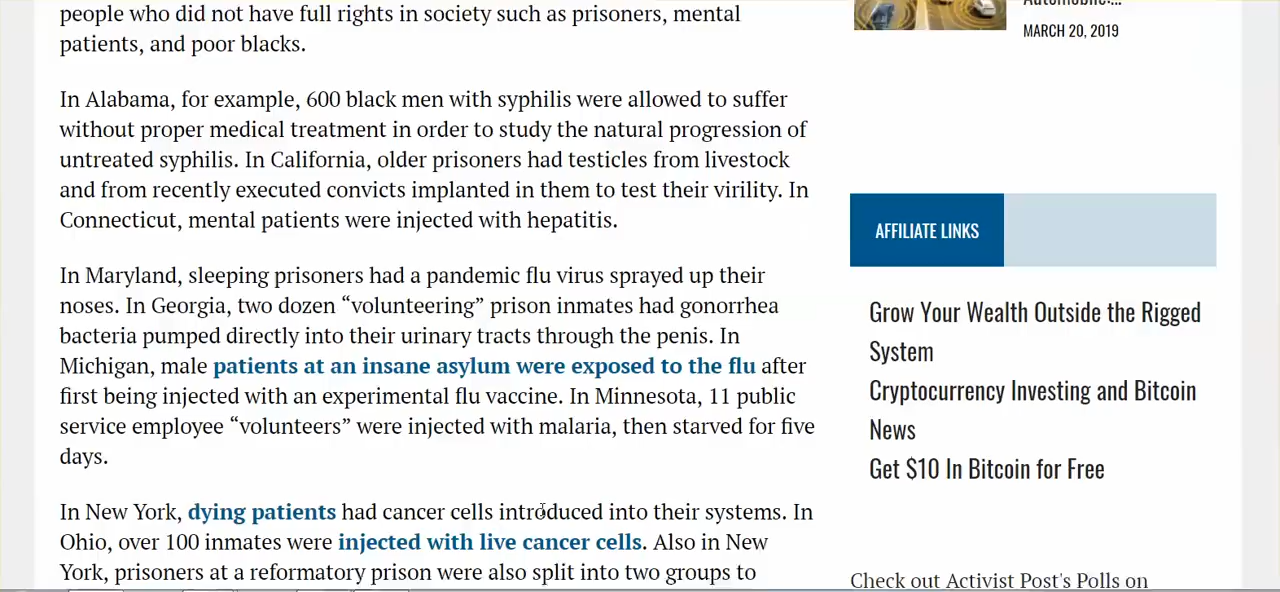 people who did not have full rights in society such as prisoners, mental
patients, and poor blacks.
In Alabama, for example, 600 black men with syphilis were allowed to suffer
without proper medical treatment in order to study the natural progression of
untreated syphilis. In California, older prisoners had testicles from livestock
and from recently executed convicts implanted in them to test their virility. In
Connecticut, mental patients were injected with hepatitis.
In Maryland, sleeping prisoners had a pandemic flu virus sprayed up their
noses. In Georgia, two dozen “volunteering” prison inmates had gonorrhea
bacteria pumped directly into their urinary tracts through the penis. In
Michigan, male patients at an insane asylum were exposed to the flu after
first being injected with an experimental flu vaccine. In Minnesota, 11 public
service employee “volunteers” were injected with malaria, then starved for five
days.
In New York, dying patients had cancer cells introduced into their systems. In
Ohio, over 100 inmates were injected with live cancer cells. Also in New
York, prisoners at a reformatory prison were also split into two groups to
MARCH 20, 2019
AFFILIATE LINKS
Grow Your Wealth Outside the Rigged
System
Cryptocurrency Investing and Bitcoin
News
Get $10 In Bitcoin for Free
Check out Activist Post's Polls on